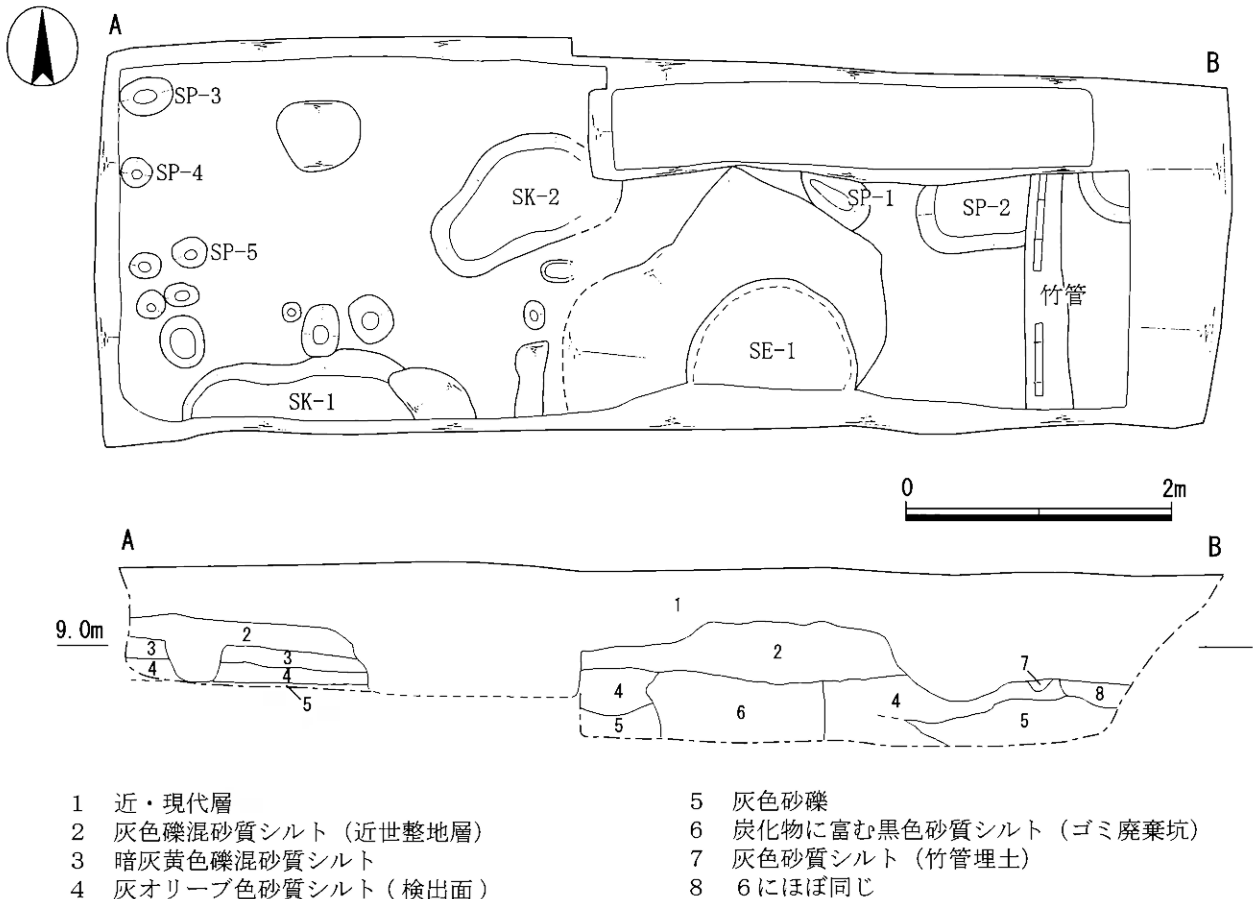 A
B
SP-3
SP-4
SK-2
SP-1
SP-2
SP-5
竹管
SE-1
SK-1
0 2m
A
B
1
9.0m
2
3
3
2
4
4
7
4
4
8
5
5
6
5
1 近・現代層
2 灰色礫混砂質シルト（近世整地層）
3 暗灰黄色礫混砂質シルト
4 灰オリーブ色砂質シルト（検出面）
5 灰色砂礫
6 炭化物に富む黒色砂質シルト（ゴミ廃棄坑）
7 灰色砂質シルト（竹管埋土）
8 6にほぼ同じ